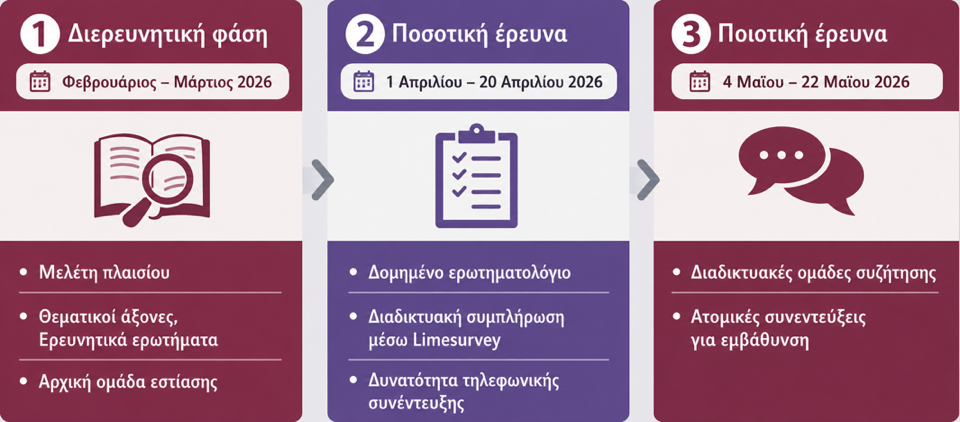 1 Διερευνητική φάση
Φεβρουάριος – Μάρτιος 2026
• Μελέτη πλαισίου
• Θεματικοί άξονες,
Ερευνητικά ερωτήματα
• Αρχική ομάδα εστίασης
2 Ποσοτική έρευνα
1 Απριλίου – 20 Απριλίου 2026
• Δομημένο ερωτηματολόγιο
• Διαδικτυακή συμπλήρωση
μέσω Limesurvey
• Δυνατότητα τηλεφωνικής
συνέντευξης
3 Ποιοτική έρευνα
4 Μαΐου – 22 Μαΐου 2026
• Διαδικτυακές ομάδες συζήτησης
• Ατομικές συνεντεύξεις
για εμβάθυνση